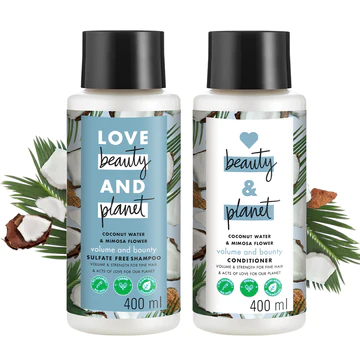 LOVE
beauty
AND
planet
COCONUT WATER
& MIMOSA FLOWER
volume and bounty
SULFATE FREE SHAMPOO
VOLUME & STRENGTH FOR FINE HAIR
& ACTS OF LOVE FOR OUR PLANET
400 ml
beauty
&
planet
COCONUT WATER
& MIMOSA FLOWER
volume and bounty
CONDITIONER
VOLUME & STRENGTH FOR FINE HAIR
& ACTS OF LOVE FOR OUR PLANET
400 ml